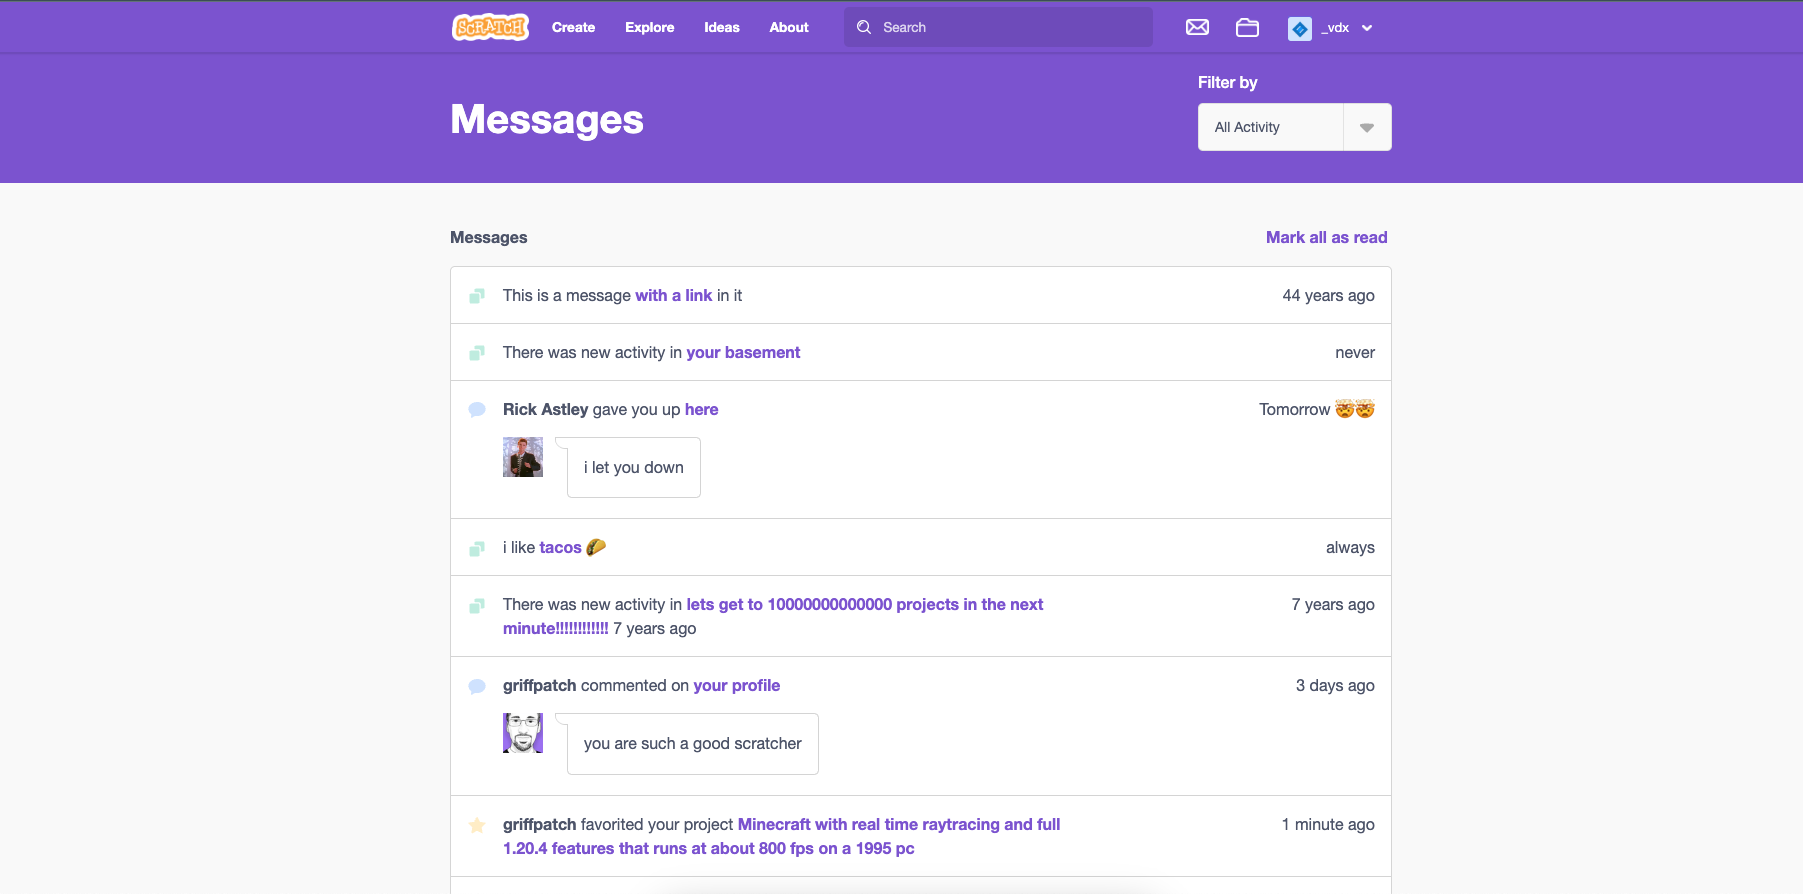 SCRATCH Create Explore Ideas About Search _vdx
Filter by
Messages
All Activity
Messages Mark all as read
This is a message with a link in it 44 years ago
There was new activity in your basement never
Rick Astley gave you up here Tomorrow 🤯🤯
i let you down
i like tacos 🌮 always
There was new activity in lets get to 10000000000000 projects in the next 7 years ago
minute!!!!!!!!!!!! 7 years ago
griffpatch commented on your profile 3 days ago
you are such a good scratcher
griffpatch favorited your project Minecraft with real time raytracing and full 1 minute ago
1.20.4 features that runs at about 800 fps on a 1995 pc